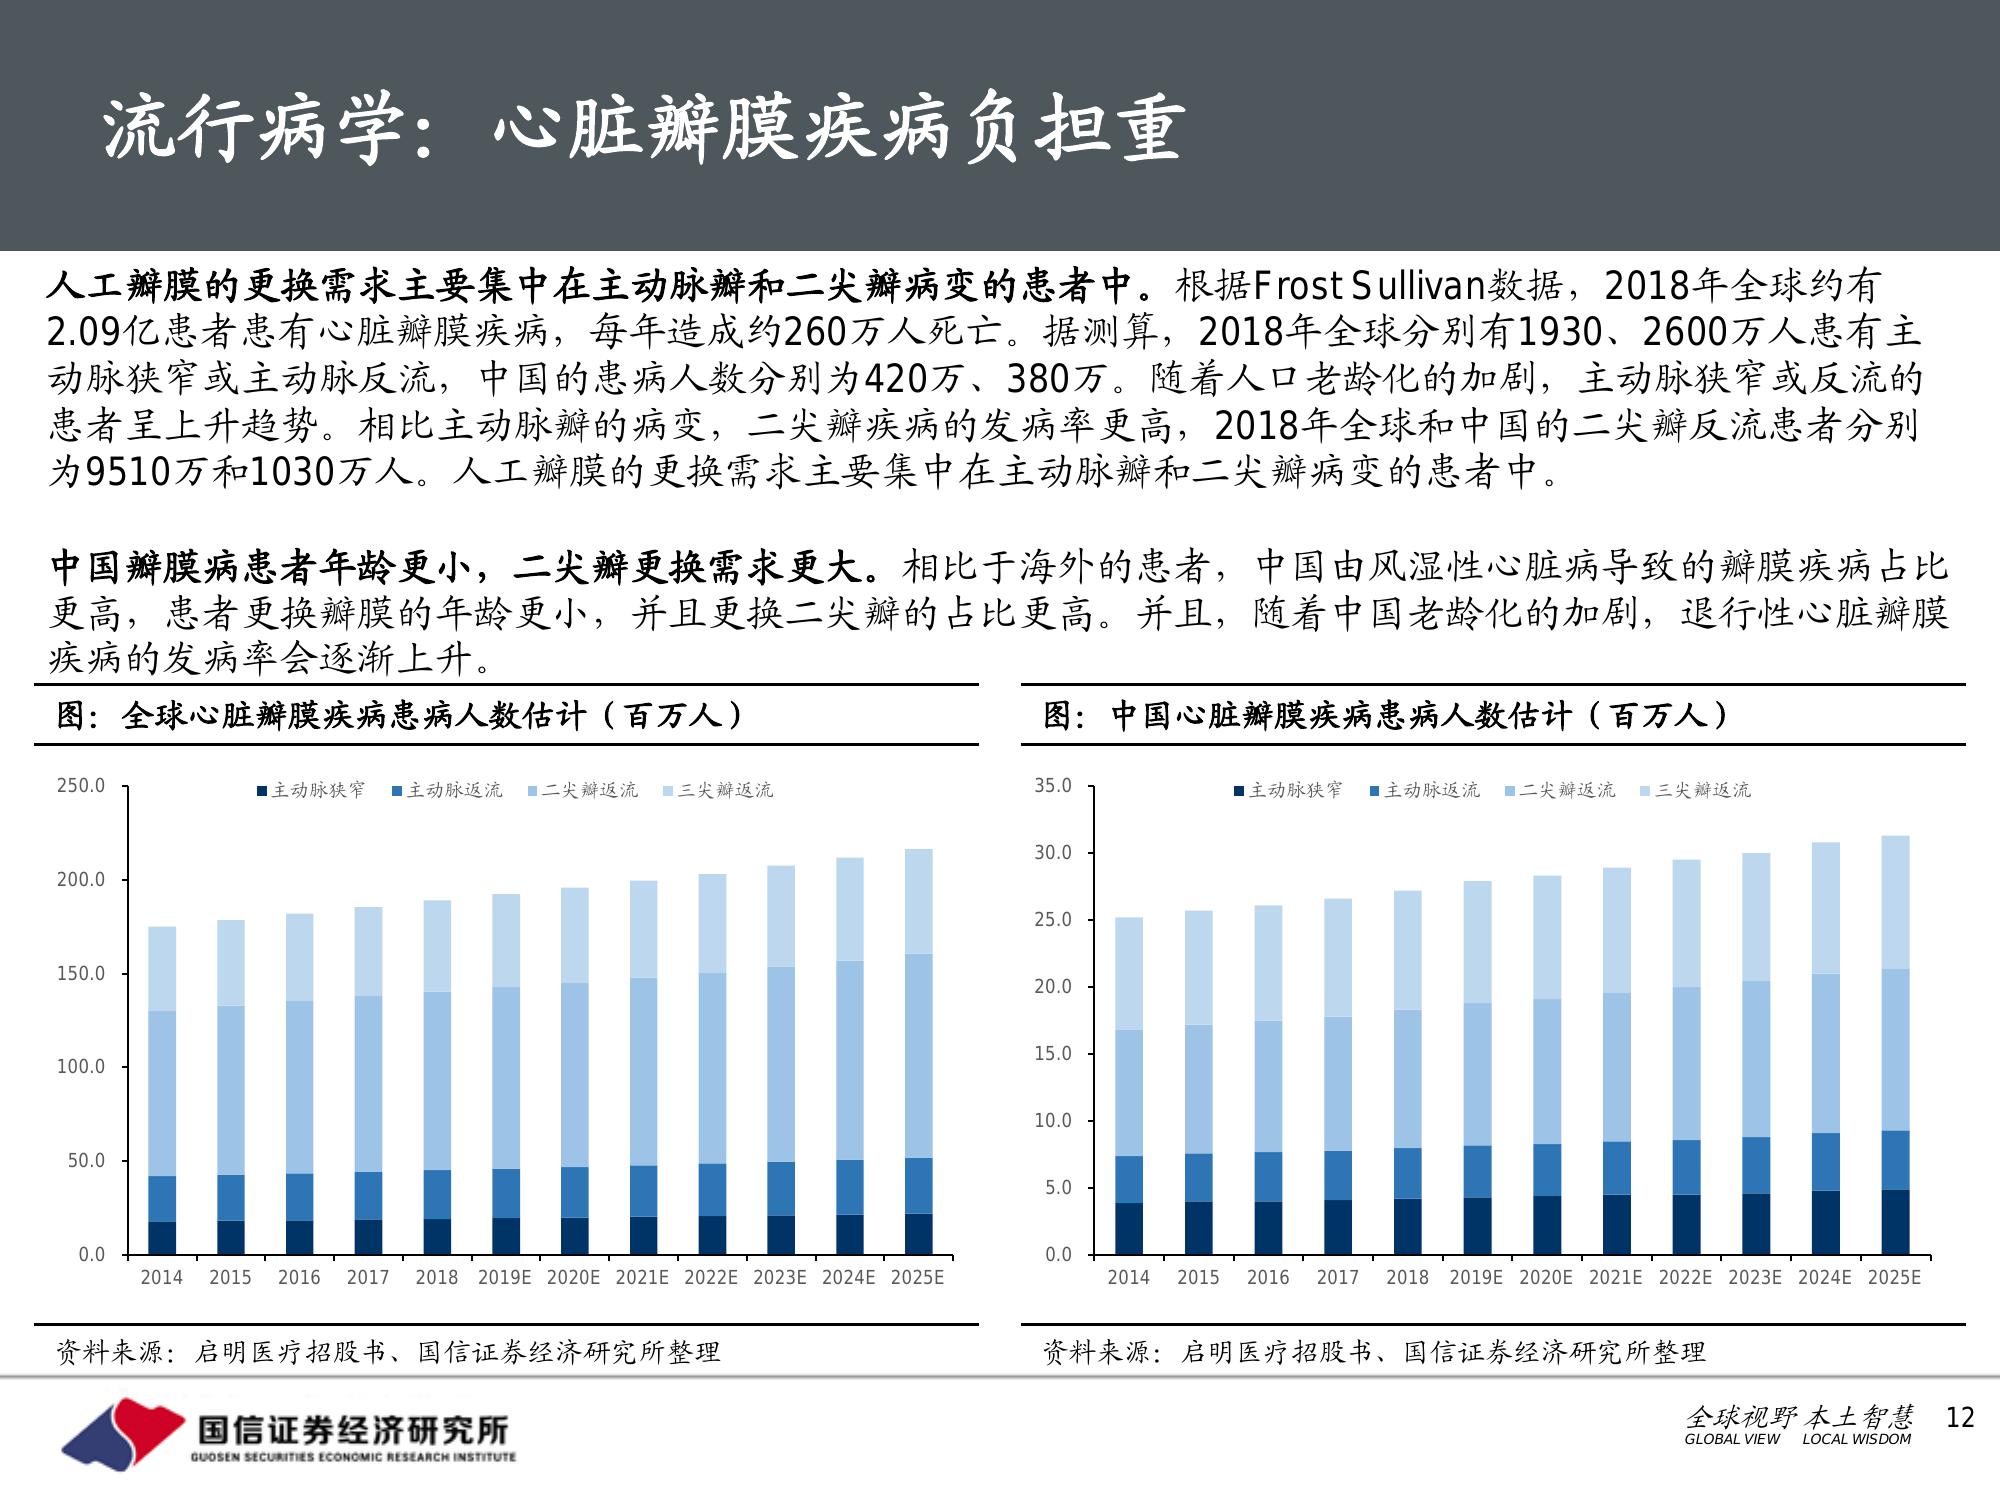 流行病学：心脏瓣膜疾病负担重
人工瓣膜的更换需求主要集中在主动脉瓣和二尖瓣病变的患者中。根据Frost Sullivan数据，2018年全球约有
2.09亿患者患有心脏瓣膜疾病，每年造成约260万人死亡。据测算，2018年全球分别有1930、2600万人患有主
动脉狭窄或主动脉反流，中国的患病人数分别为420万、380万。随着人口老龄化的加剧，主动脉狭窄或反流的
患者呈上升趋势。相比主动脉瓣的病变，二尖瓣疾病的发病率更高，2018年全球和中国的二尖瓣反流患者分别
为9510万和1030万人。人工瓣膜的更换需求主要集中在主动脉瓣和二尖瓣病变的患者中。
中国瓣膜病患者年龄更小，二尖瓣更换需求更大。相比于海外的患者，中国由风湿性心脏病导致的瓣膜疾病占比
更高，患者更换瓣膜的年龄更小，并且更换二尖瓣的占比更高。并且，随着中国老龄化的加剧，退行性心脏瓣膜
疾病的发病率会逐渐上升。
图：全球心脏瓣膜疾病患病人数估计（百万人）
250.0
主动脉狭窄 主动脉返流 二尖瓣返流 三尖瓣返流
200.0
150.0
100.0
50.0
0.0
2014 2015 2016 2017 2018 2019E 2020E 2021E 2022E 2023E 2024E 2025E
资料来源：启明医疗招股书、国信证券经济研究所整理
图：中国心脏瓣膜疾病患病人数估计（百万人）
35.0
主动脉狭窄 主动脉返流 二尖瓣返流 三尖瓣返流
30.0
25.0
20.0
15.0
10.0
5.0
0.0
2014 2015 2016 2017 2018 2019E 2020E 2021E 2022E 2023E 2024E 2025E
资料来源：启明医疗招股书、国信证券经济研究所整理
国信证券经济研究所
GUOSEN SECURITIES ECONOMIC RESEARCH INSTITUTE
全球视野 本土智慧
GLOBAL VIEW LOCAL WISDOM
12